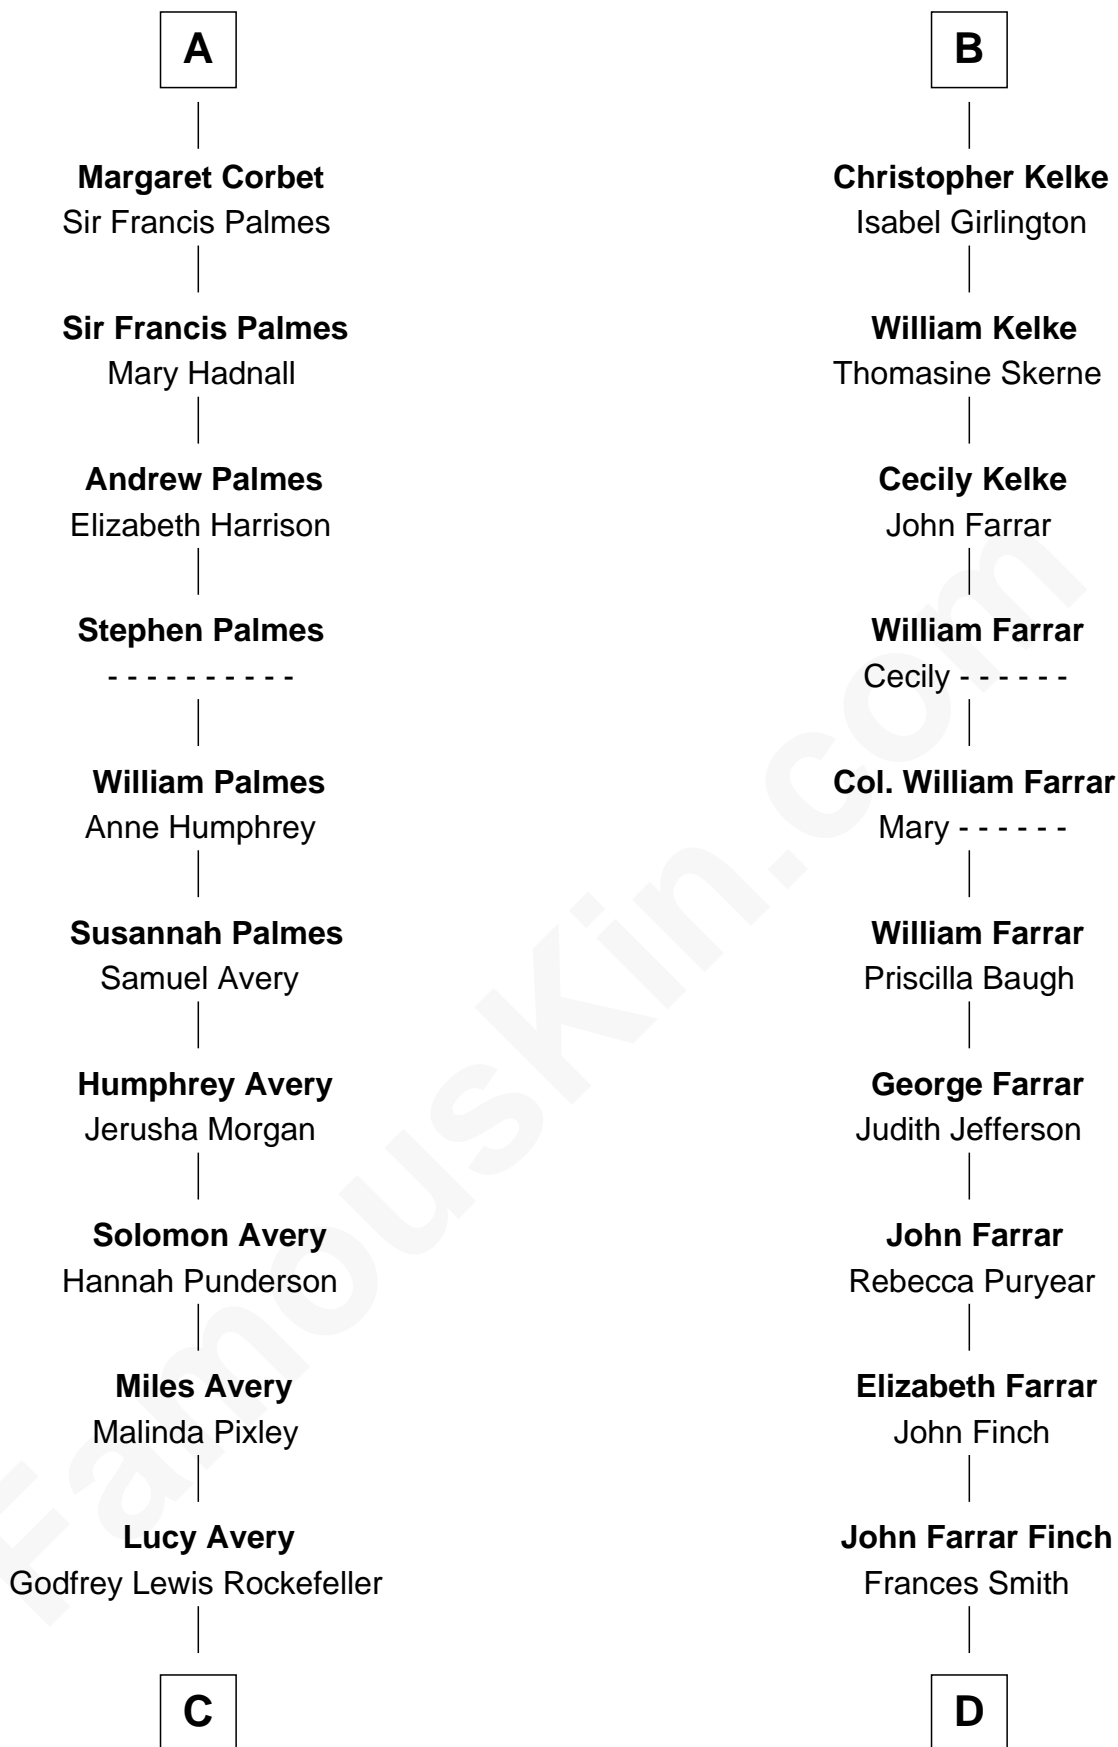 A
Margaret Corbet
Sir Francis Palmes
Sir Francis Palmes
Mary Hadnall
Andrew Palmes
Elizabeth Harrison
Stephen Palmes
- - - - - - - - - -
William Palmes
Anne Humphrey
Susannah Palmes
Samuel Avery
Humphrey Avery
Jerusha Morgan
Solomon Avery
Hannah Punderson
Miles Avery
Malinda Pixley
Lucy Avery
Godfrey Lewis Rockefeller
C
B
Christopher Kelke
Isabel Girlington
William Kelke
Thomasine Skerne
Cecily Kelke
John Farrar
William Farrar
Cecily - - - - - -
Col. William Farrar
Mary - - - - - -
William Farrar
Priscilla Baugh
George Farrar
Judith Jefferson
John Farrar
Rebecca Puryear
Elizabeth Farrar
John Finch
John Farrar Finch
Frances Smith
D
FamousKin.com